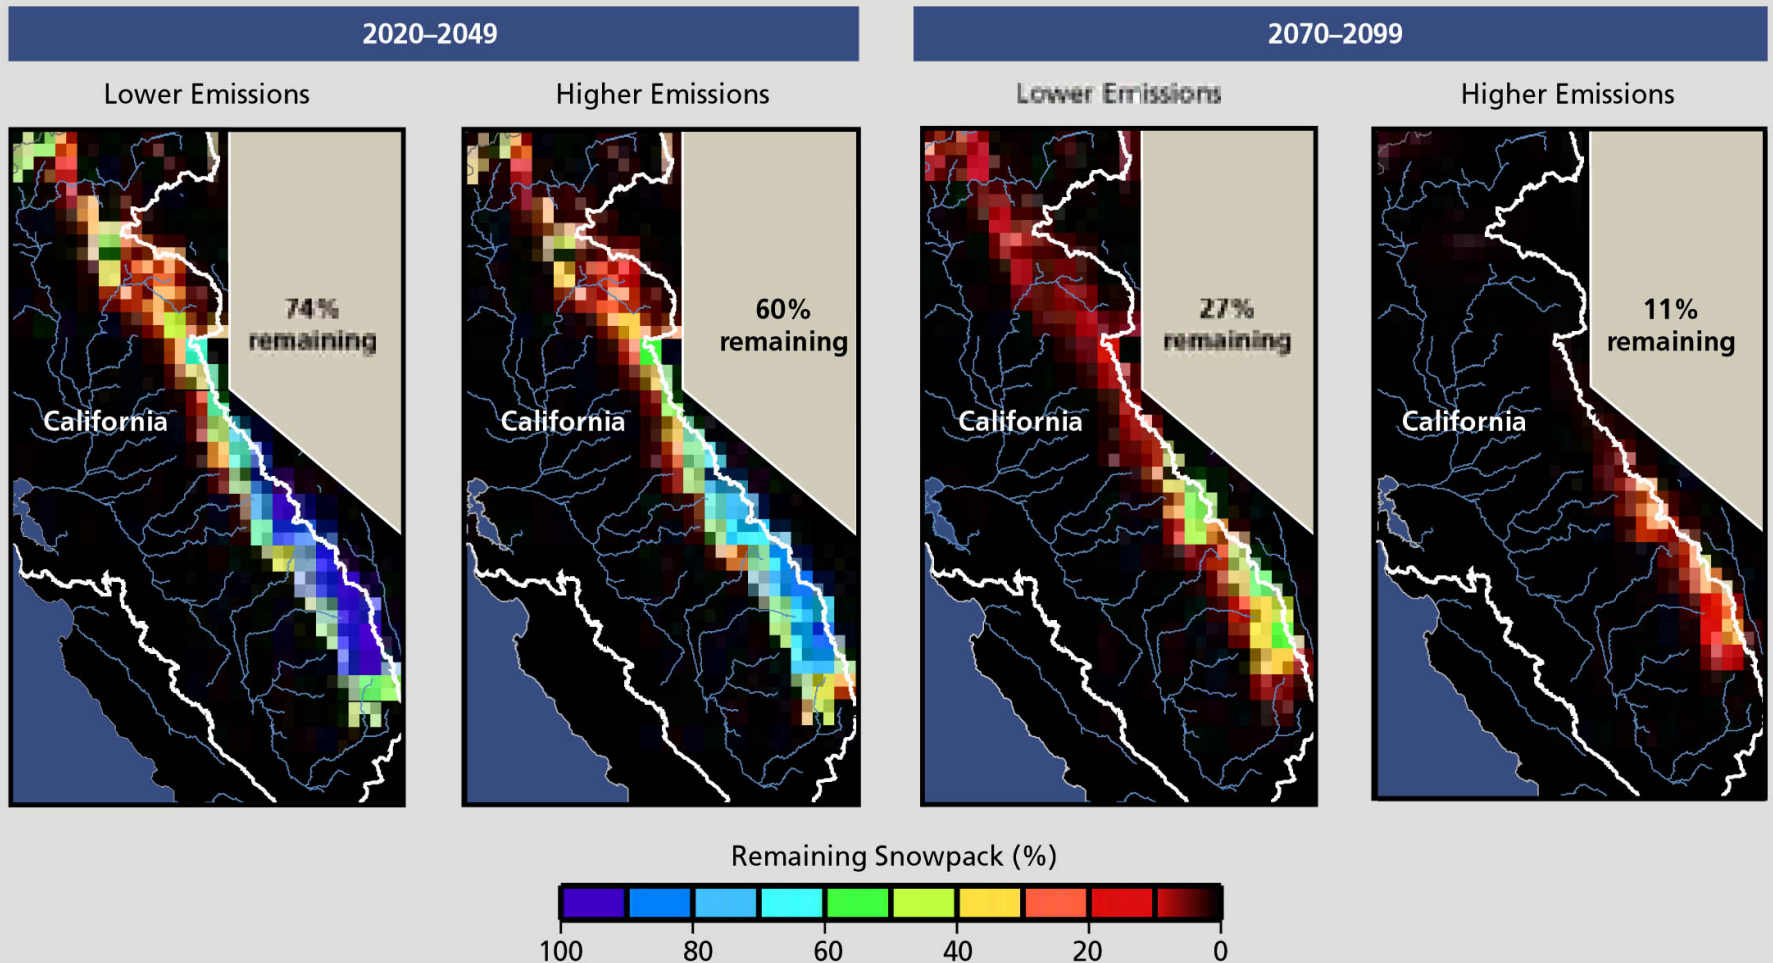 2020–2049
2070–2099
Lower Emissions
Higher Emissions
Lower Emissions
Higher Emissions
74%
remaining
60%
remaining
27%
remaining
11%
remaining
California
California
California
California
Remaining Snowpack (%)
100 80 60 40 20 0